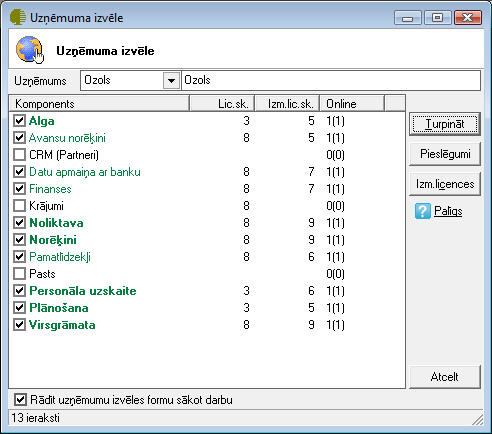 Uzņēmuma izvēle
Uzņēmuma izvēle
Uzņēmums Ozols Ozols
Komponents Lic.sk. Izm.lic.sk. Online
Alga 3 5 1(1)
Avansu norēķini 8 5 1(1)
CRM (Partneri) 0(0)
Datu apmaiņa ar banku 8 7 1(1)
Finanses 8 7 1(1)
Krājumi 8 0(0)
Noliktava 8 9 1(1)
Norēķini 8 9 1(1)
Pamatlīdzekļi 8 6 1(1)
Pasts 0(0)
Personāla uzskaite 3 6 1(1)
Plānošana 3 5 1(1)
Virsgrāmata 8 9 1(1)
Turpināt
Pieslēgumi
Izm.licences
? Palīgs
Atcelt
Rādīt uzņēmumu izvēles formu sākot darbu
13 ieraksti